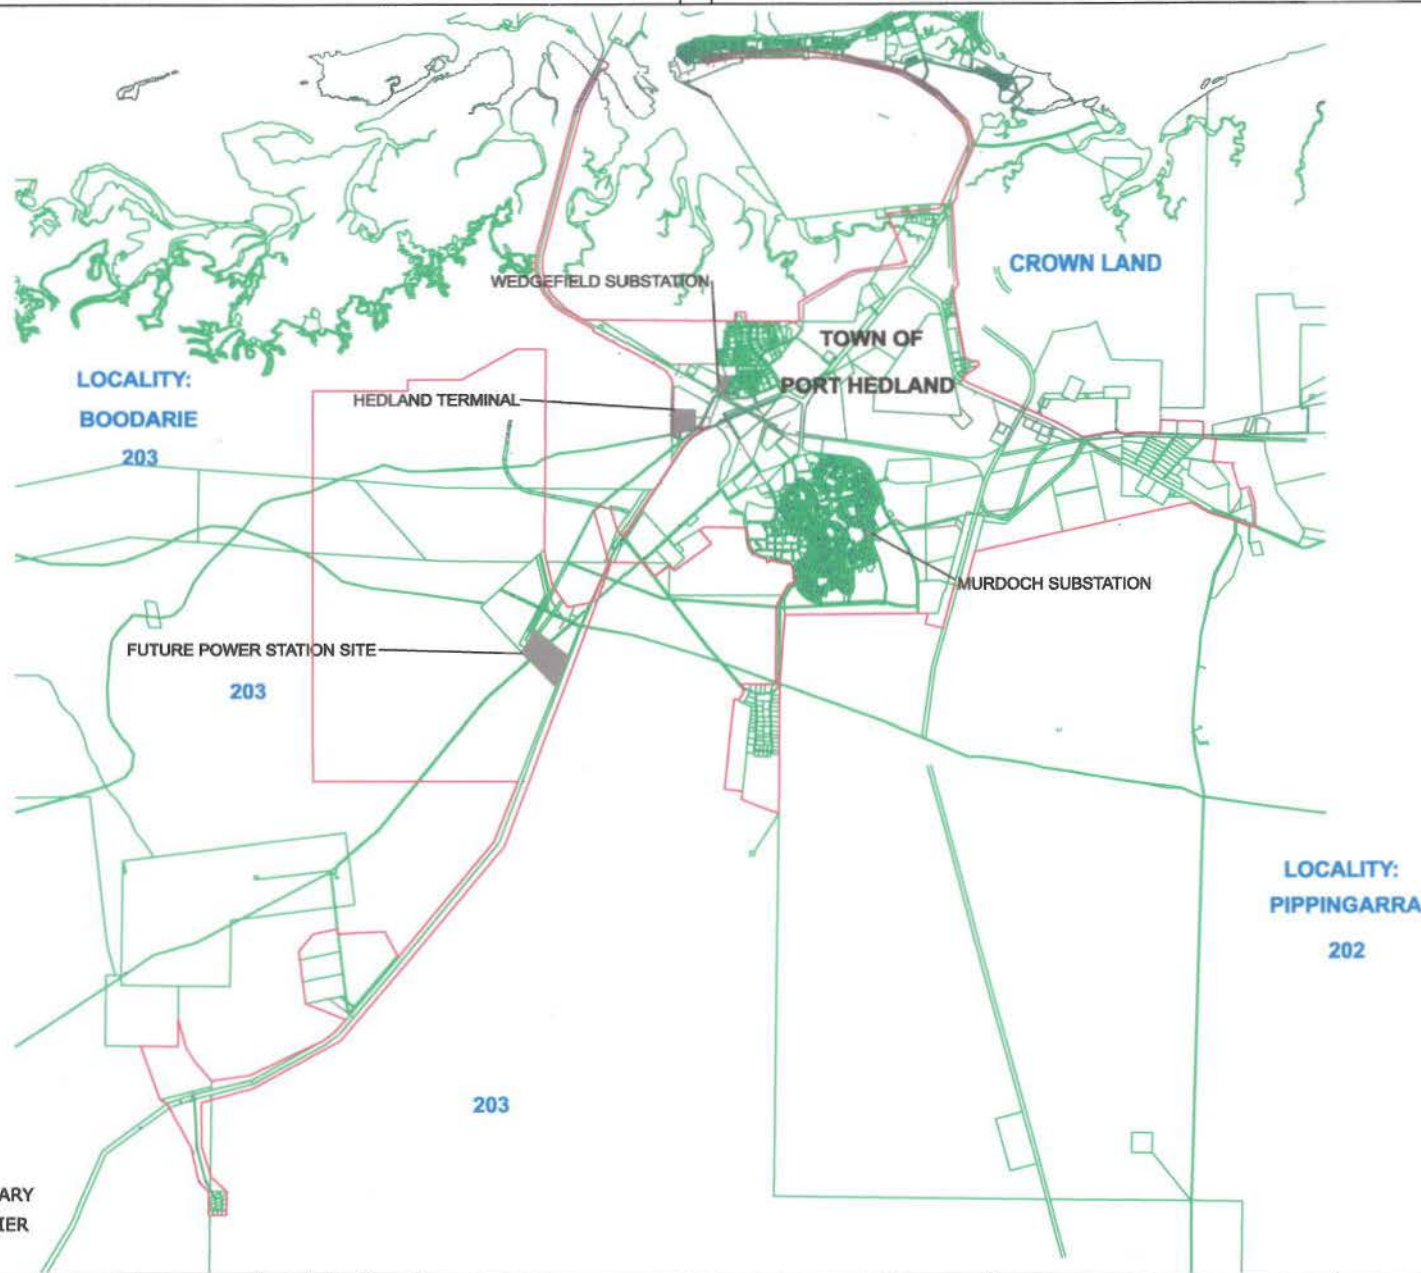 CROWN LAND
WEDGEFIELD SUBSTATION
TOWN OF
PORT HEDLAND
LOCALITY:
BOODARIE
203
HEDLAND TERMINAL
MURDOCH SUBSTATION
FUTURE POWER STATION SITE
203
LOCALITY:
PIPPINGARRA
202
203
ARY
IER